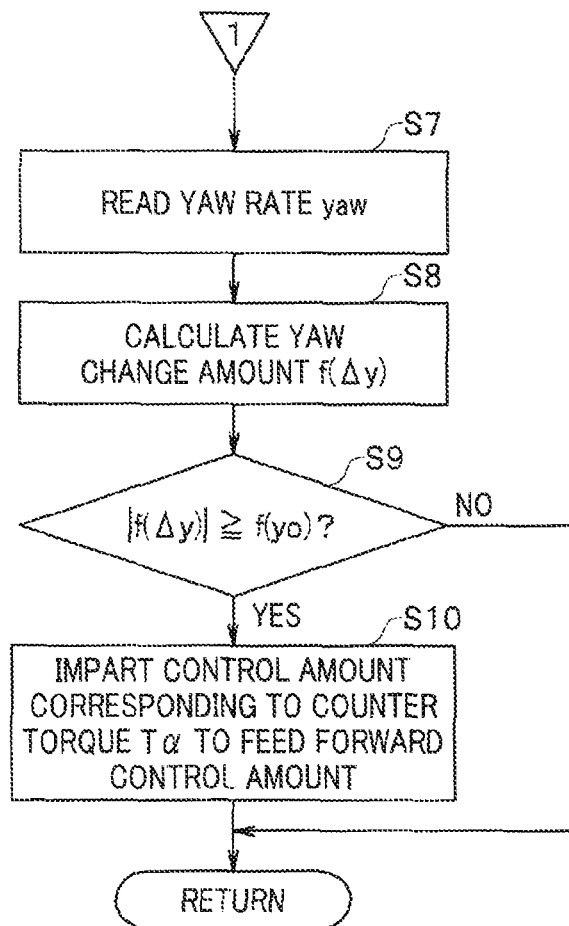 1
S7
READ YAW RATE yaw
S8
CALCULATE YAW
CHANGE AMOUNT f(Δy)
S9
|f(Δy)| ≧ f(yo)?
NO
YES
S10
IMPART CONTROL AMOUNT
CORRESPONDING TO COUNTER
TORQUE Tα TO FEED FORWARD
CONTROL AMOUNT
RETURN